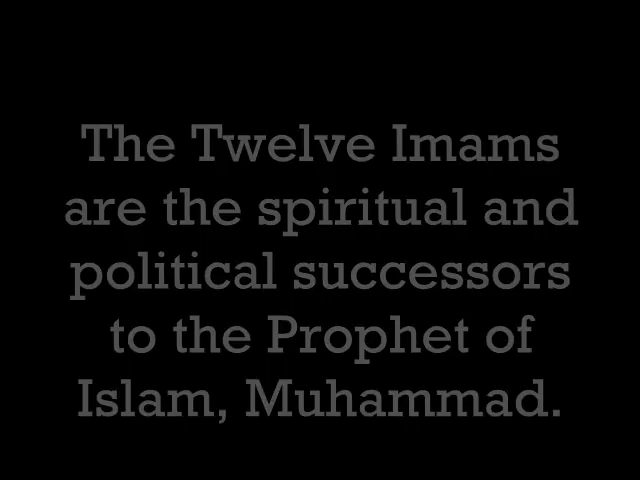 The Twelve Imams
are the spiritual and
political successors
to the Prophet of
Islam, Muhammad.